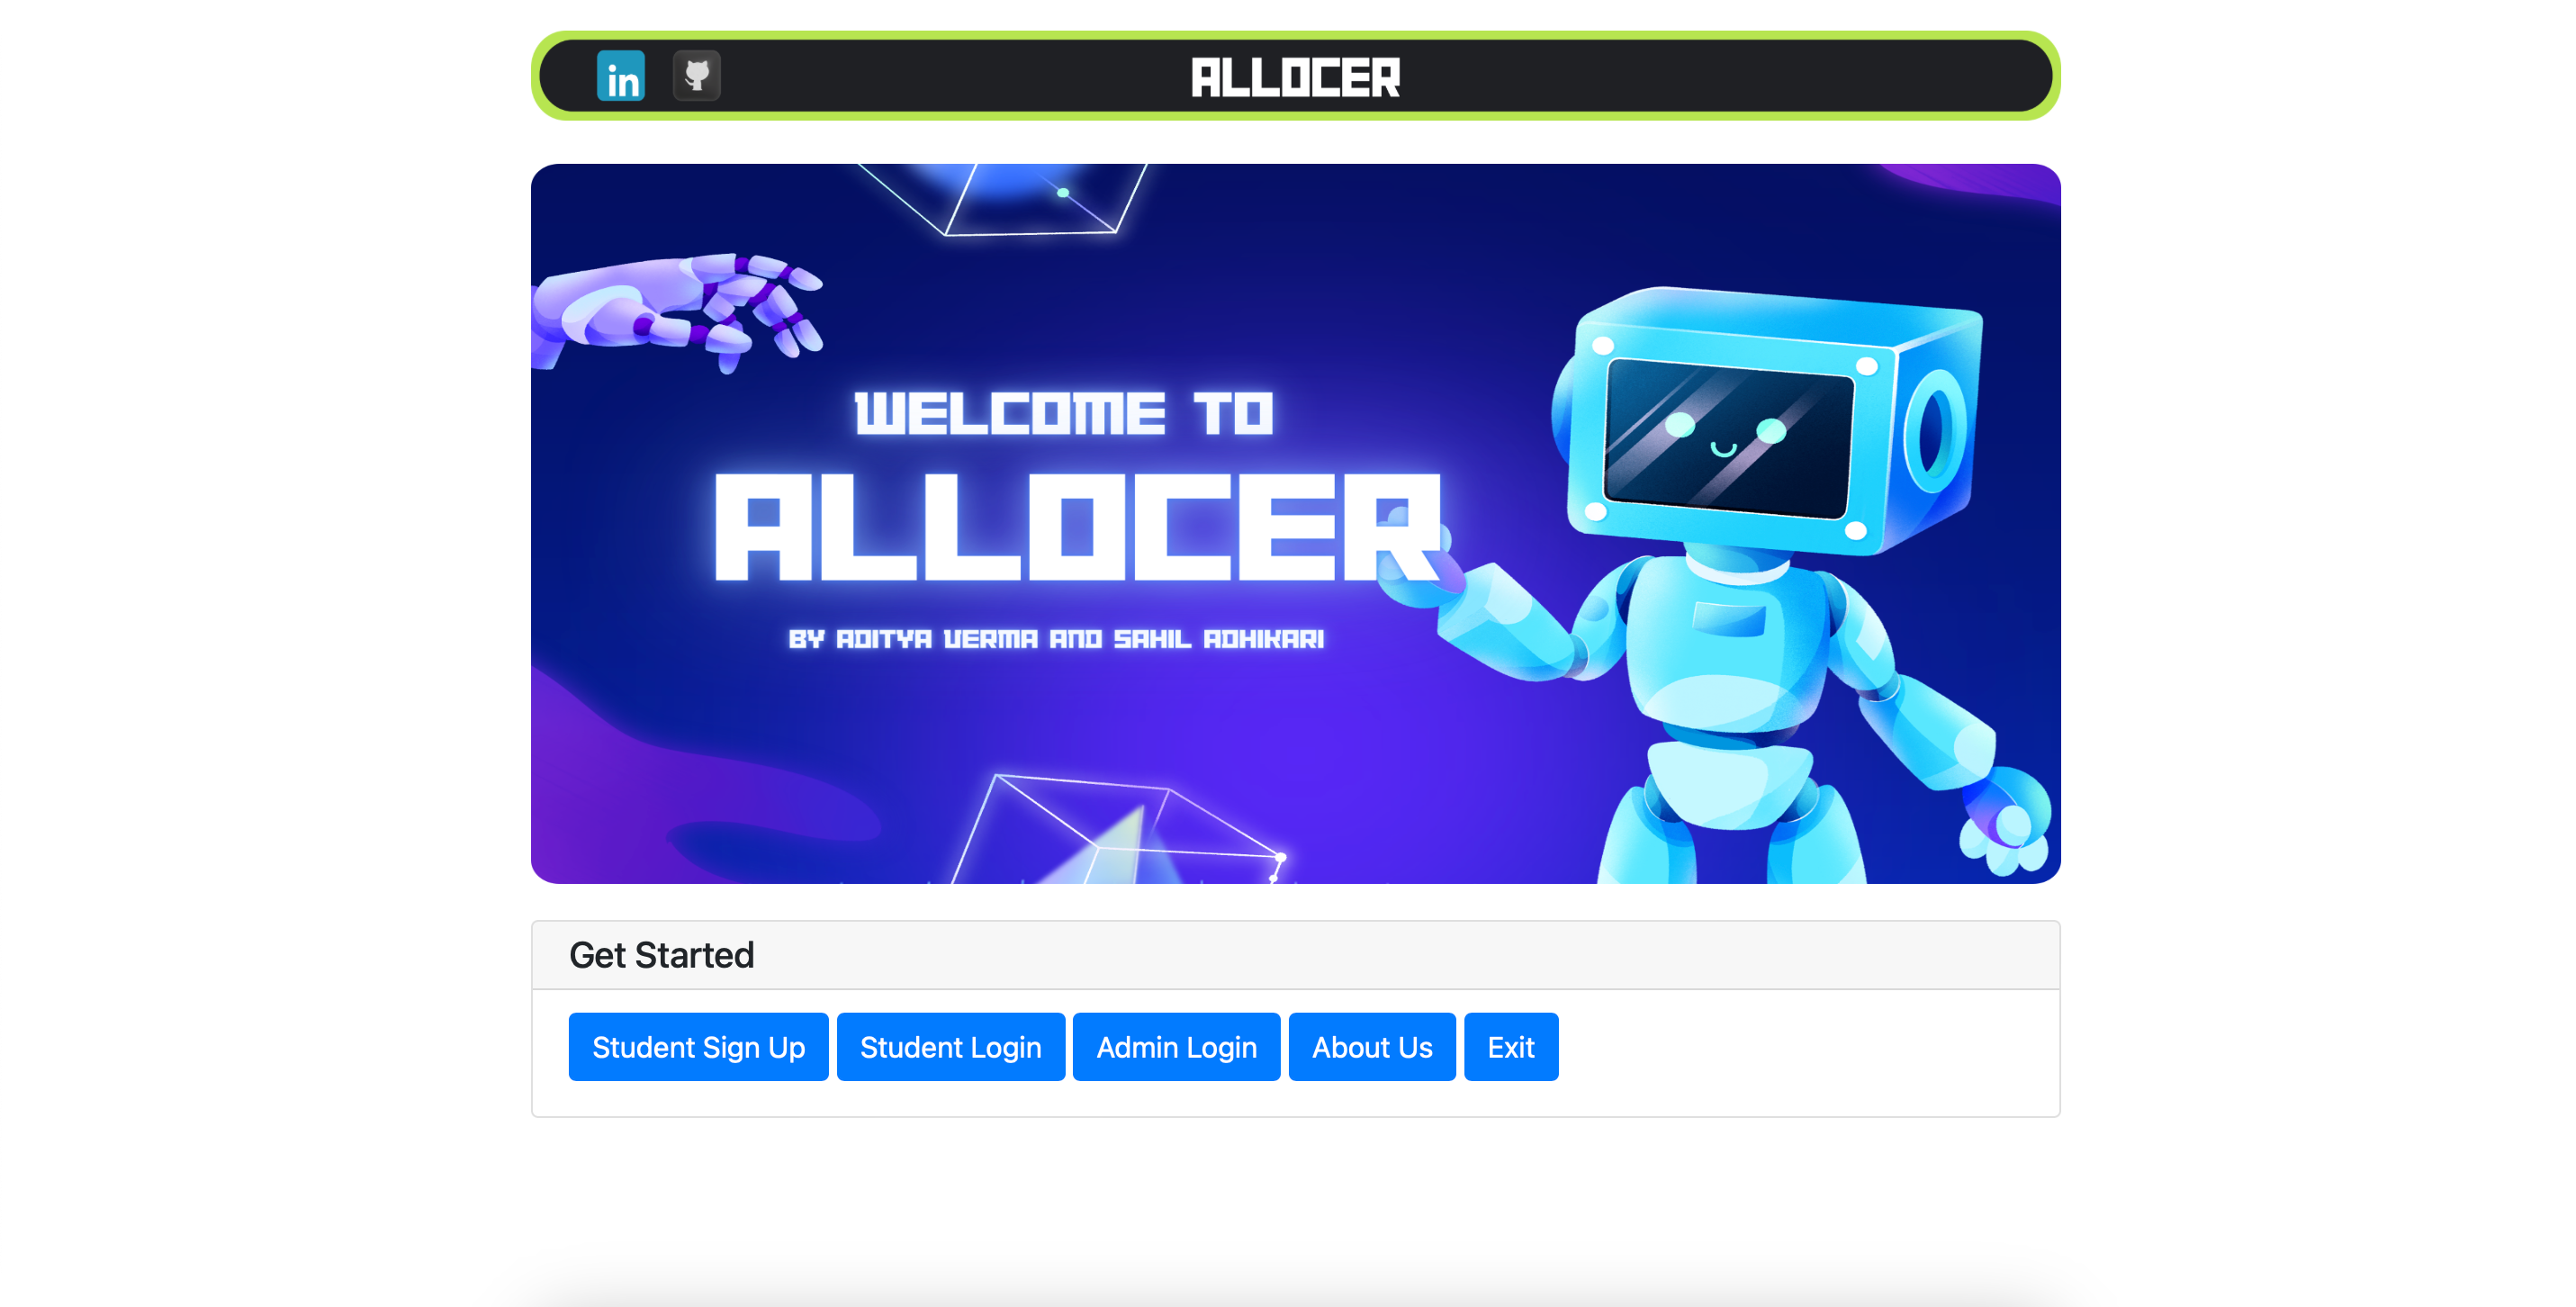 in
ALLOCER
WELCOME TO
ALLOCER
BY ADITYA VERMA AND SAHIL ADHIKARI
Get Started
Student Sign Up Student Login Admin Login About Us Exit